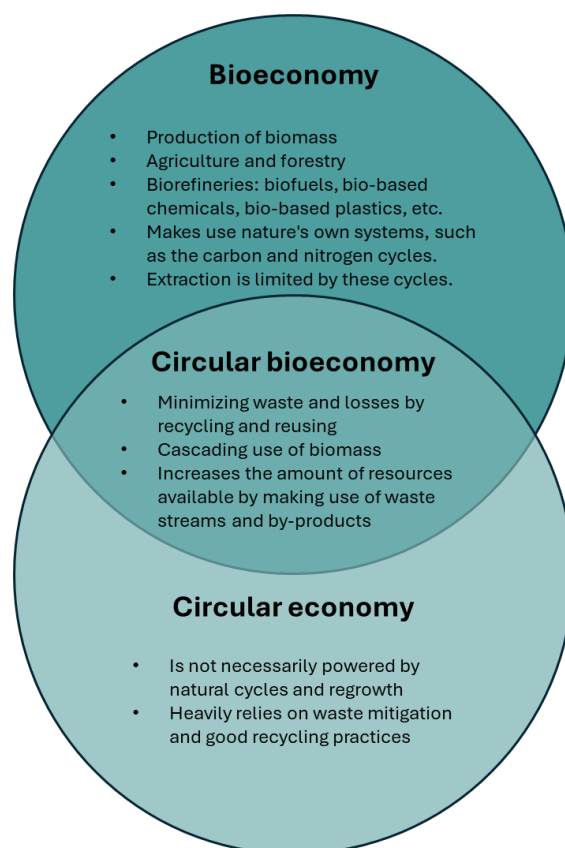 Bioeconomy
• Production of biomass
• Agriculture and forestry
• Biorefineries: biofuels, bio-based
chemicals, bio-based plastics, etc.
• Makes use nature's own systems, such
as the carbon and nitrogen cycles.
• Extraction is limited by these cycles.
Circular bioeconomy
• Minimizing waste and losses by
recycling and reusing
• Cascading use of biomass
• Increases the amount of resources
available by making use of waste
streams and by-products
Circular economy
• Is not necessarily powered by
natural cycles and regrowth
• Heavily relies on waste mitigation
and good recycling practices